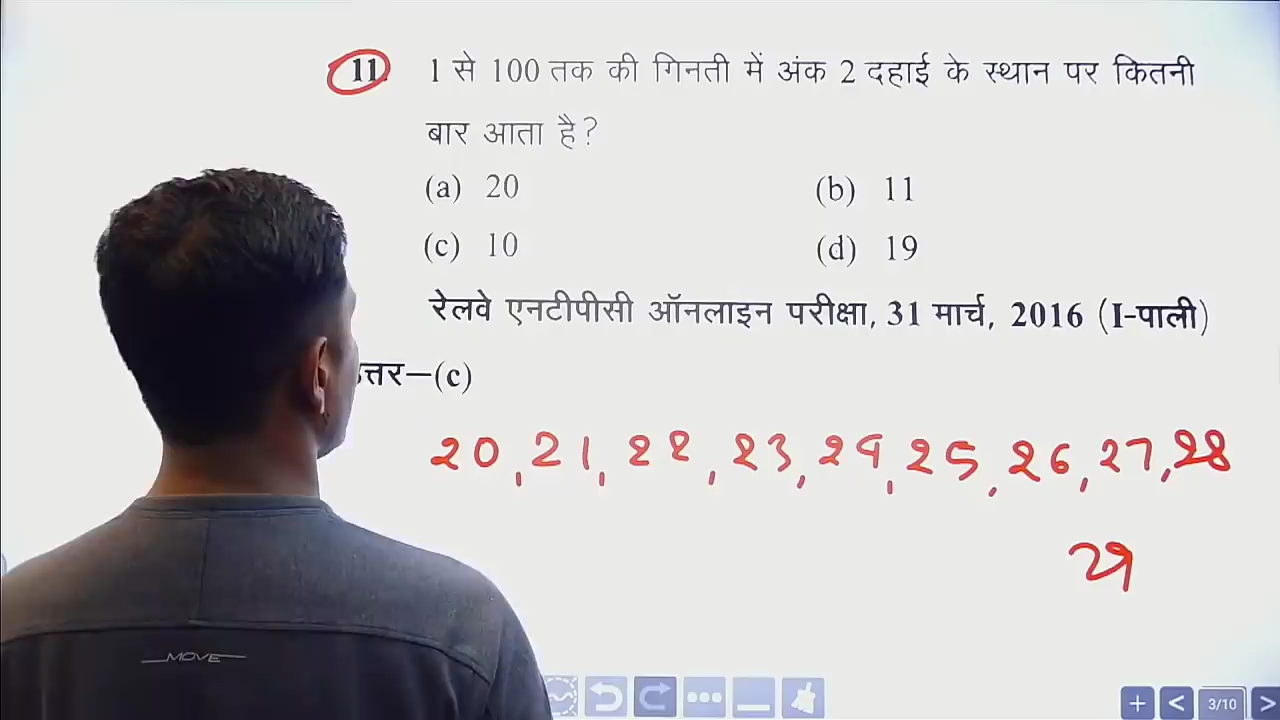 11. 1 से 100 तक की गिनती में अंक 2 दहाई के स्थान पर कितनी
बार आता है?
(a) 20 (b) 11
(c) 10 (d) 19
रेलवे एनटीपीसी ऑनलाइन परीक्षा, 31 मार्च, 2016 (I-पाली)
उत्तर–(c)
20, 21, 22, 23, 24, 25, 26, 27, 28
29
MOVE
3/10